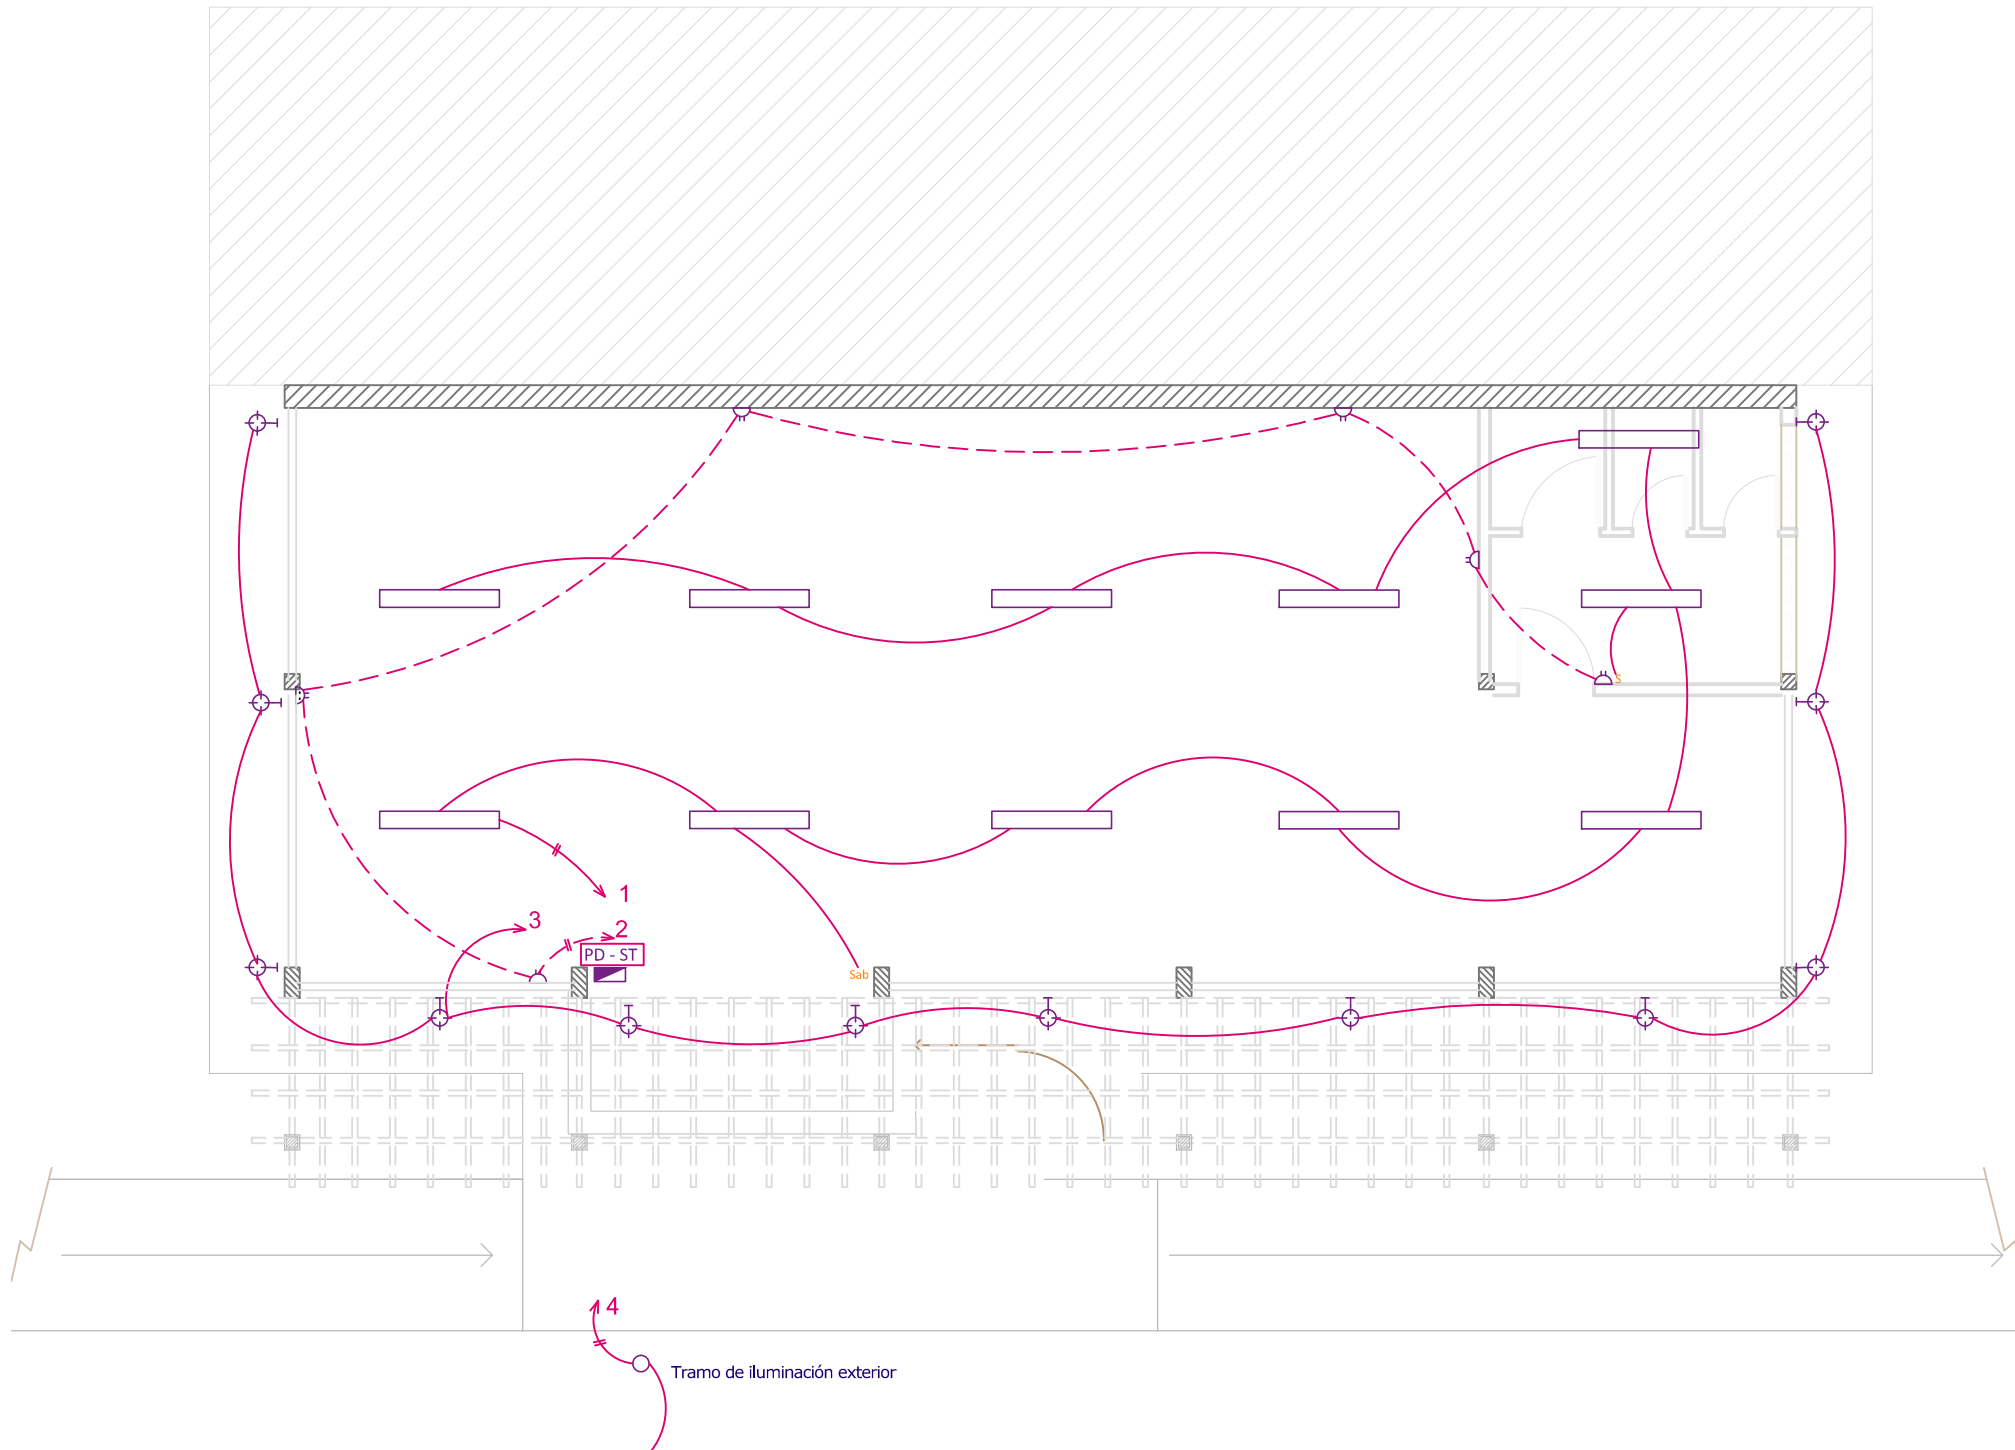 S
1
3
2
PD - ST
Sab
4
Tramo de iluminación exterior